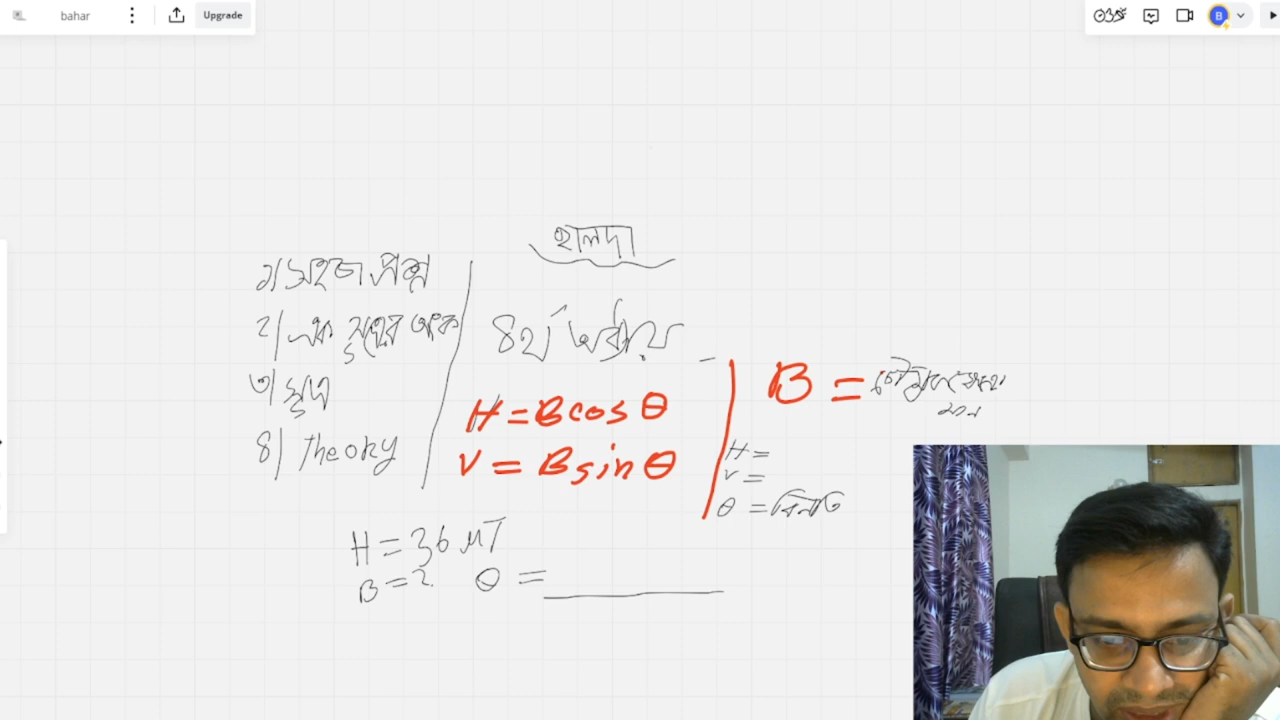 bahar
Upgrade
B
হালদা
১। সহজ প্রশ্ন
২। এক সূত্রের অংক
৩। সূত্র
৪। Theory
৪র্থ অধ্যায়
H = B cos θ
V = B sin θ
B = চৌম্বকক্ষেত্রের মান
H =
V =
θ = বিনতি
H = 36 μT
B = 2 θ =